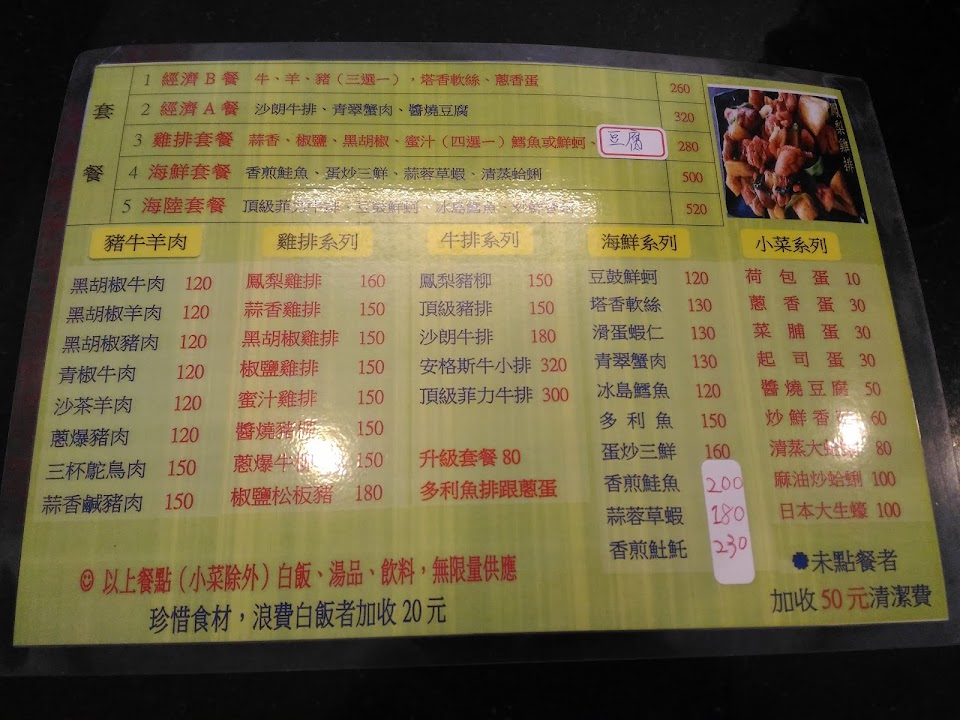 套餐
1 經濟B餐 牛、羊、豬（三選一），塔香軟絲、蔥香蛋 260
2 經濟A餐 沙朗牛排、青翠蟹肉、醬燒豆腐 320
3 雞排套餐 蒜香、椒鹽、黑胡椒、蜜汁（四選一）鱈魚或鮮蚵、豆腐 280
4 海鮮套餐 香煎鮭魚、蛋炒三鮮、蒜蓉草蝦、清蒸蛤蜊 500
5 海陸套餐 頂級菲力牛排、豆豉鮮蚵、冰島鱈魚、 520
豬牛羊肉
黑胡椒牛肉 120
黑胡椒羊肉 120
黑胡椒豬肉 120
青椒牛肉 120
沙茶羊肉 120
蔥爆豬肉 120
三杯鴕鳥肉 150
蒜香鹹豬肉 150
雞排系列
鳳梨雞排 160
蒜香雞排 150
黑胡椒雞排 150
椒鹽雞排 150
蜜汁雞排 150
醬燒豬 150
蔥爆牛 150
椒鹽松板豬 180
牛排系列
鳳梨豬柳 150
頂級豬排 150
沙朗牛排 180
安格斯牛小排 320
頂級菲力牛排 300
升級套餐 80
多利魚排跟蔥蛋
海鮮系列
豆豉鮮蚵 120
塔香軟絲 130
滑蛋蝦仁 130
青翠蟹肉 130
冰島鱈魚 120
多利魚 150
蛋炒三鮮 160
香煎鮭魚 200
蒜蓉草蝦 180
香煎魠 230
小菜系列
荷包蛋 10
蔥香蛋 30
菜脯蛋 30
起司蛋 30
醬燒豆腐 50
炒鮮香 60
清蒸大 80
麻油炒蛤蜊 100
日本大生蠔 100
以上餐點（小菜除外）白飯、湯品、飲料，無限量供應
珍惜食材，浪費白飯者加收 20 元
未點餐者
加收 50 元清潔費